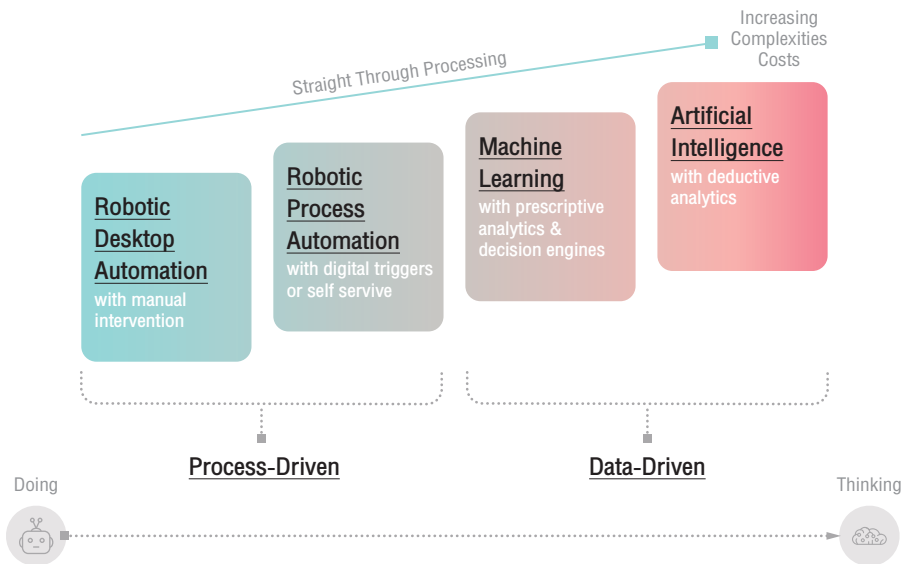 Increasing
Complexities
Costs
Straight Through Processing
Robotic
Desktop
Automation
with manual
intervention
Robotic
Process
Automation
with digital triggers
or self servive
Machine
Learning
with prescriptive
analytics &
decision engines
Artificial
Intelligence
with deductive
analytics
Process-Driven
Data-Driven
Doing
Thinking